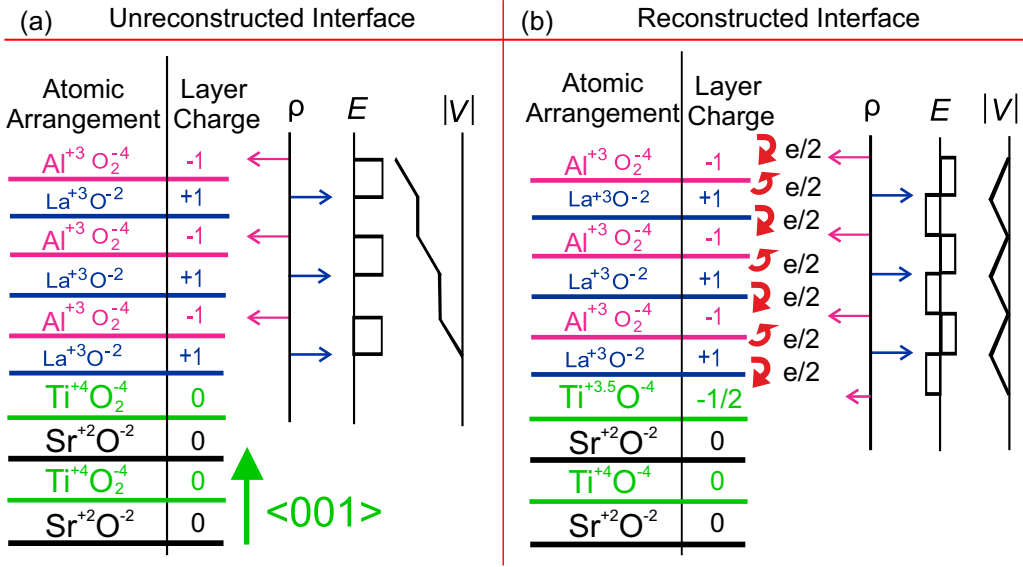 (a) Unreconstructed Interface
Atomic Arrangement
Layer Charge
ρ
E
|V|
Al⁺³ O₂⁻⁴ -1
La⁺³O⁻² +1
Al⁺³ O₂⁻⁴ -1
La⁺³O⁻² +1
Al⁺³ O₂⁻⁴ -1
La⁺³O⁻² +1
Ti⁺⁴O₂⁻⁴ 0
Sr⁺²O⁻² 0
Ti⁺⁴O₂⁻⁴ 0
Sr⁺²O⁻² 0
<001>
(b) Reconstructed Interface
Atomic Arrangement
Layer Charge
ρ
E
|V|
Al⁺³ O₂⁻⁴ -1 e/2
La⁺³O⁻² +1 e/2
Al⁺³ O₂⁻⁴ -1 e/2
La⁺³O⁻² +1 e/2
Al⁺³ O₂⁻⁴ -1 e/2
La⁺³O⁻² +1 e/2
e/2
Ti⁺³·⁵O⁻⁴ -1/2
Sr⁺²O⁻² 0
Ti⁺⁴O⁻⁴ 0
Sr⁺²O⁻² 0